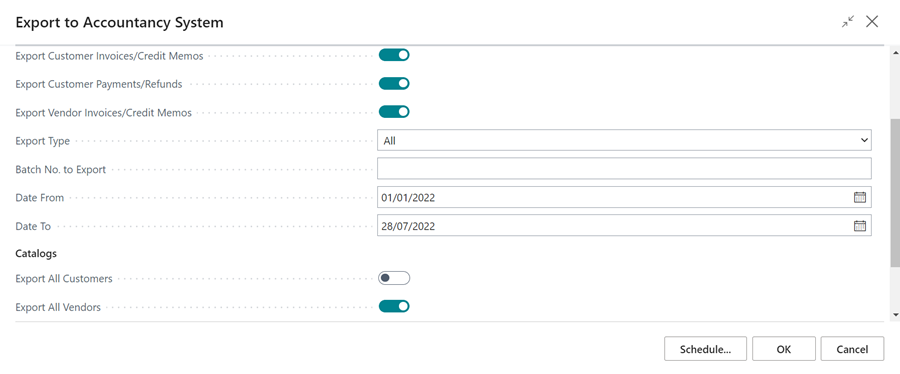 Export to Accountancy System
Export Customer Invoices/Credit Memos
Export Customer Payments/Refunds
Export Vendor Invoices/Credit Memos
Export Type All
Batch No. to Export
Date From 01/01/2022
Date To 28/07/2022
Catalogs
Export All Customers
Export All Vendors
Schedule... OK Cancel